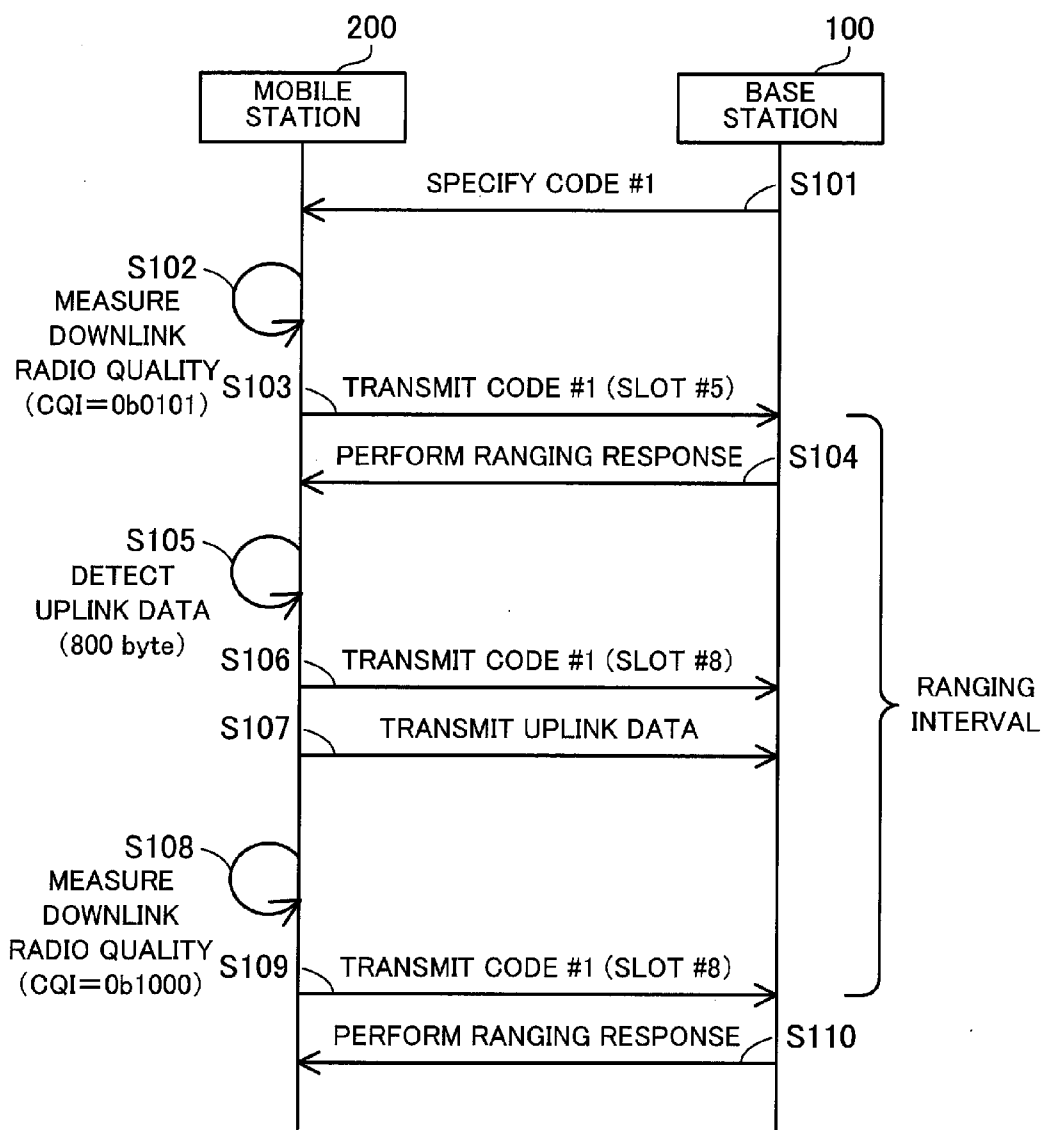 200
100
MOBILE
STATION
BASE
STATION
SPECIFY CODE #1
S101
S102
MEASURE
DOWNLINK
RADIO QUALITY
(CQI=0b0101)
S103
TRANSMIT CODE #1 (SLOT #5)
PERFORM RANGING RESPONSE
S104
S105
DETECT
UPLINK DATA
(800 byte)
S106
TRANSMIT CODE #1 (SLOT #8)
RANGING
INTERVAL
S107
TRANSMIT UPLINK DATA
S108
MEASURE
DOWNLINK
RADIO QUALITY
(CQI=0b1000)
S109
TRANSMIT CODE #1 (SLOT #8)
PERFORM RANGING RESPONSE
S110